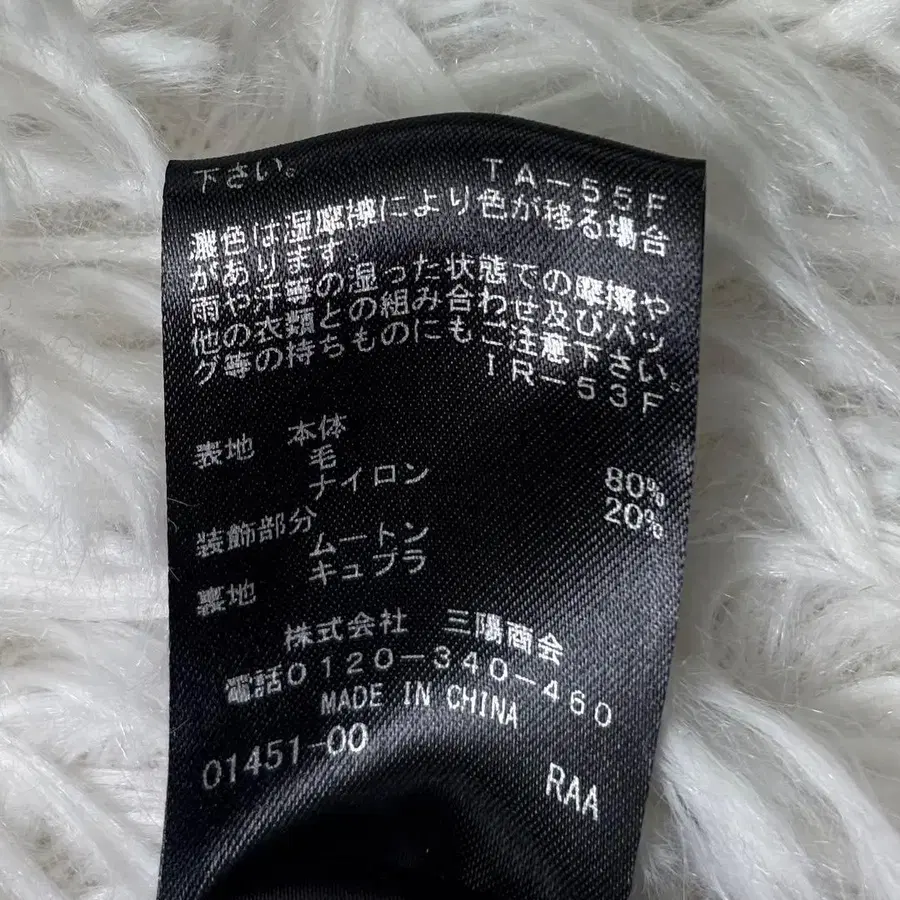 下さい。 TA-55F
濃色は湿摩擦により色が移る場合
があります。
雨や汗等の湿った状態での摩擦や
他の衣類との組み合わせ及びバッ
グ等の持ちものにもご注意下さい。
IR-53F
表地 本体
毛 80%
ナイロン 20%
装飾部分
ムートン
裏地 キュプラ
株式会社 三陽商会
電話0120-340-460
MADE IN CHINA
01451-00
RAA